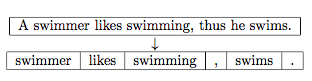 A swimmer likes swimming, thus he swims.
↓
swimmer likes swimming , swims .